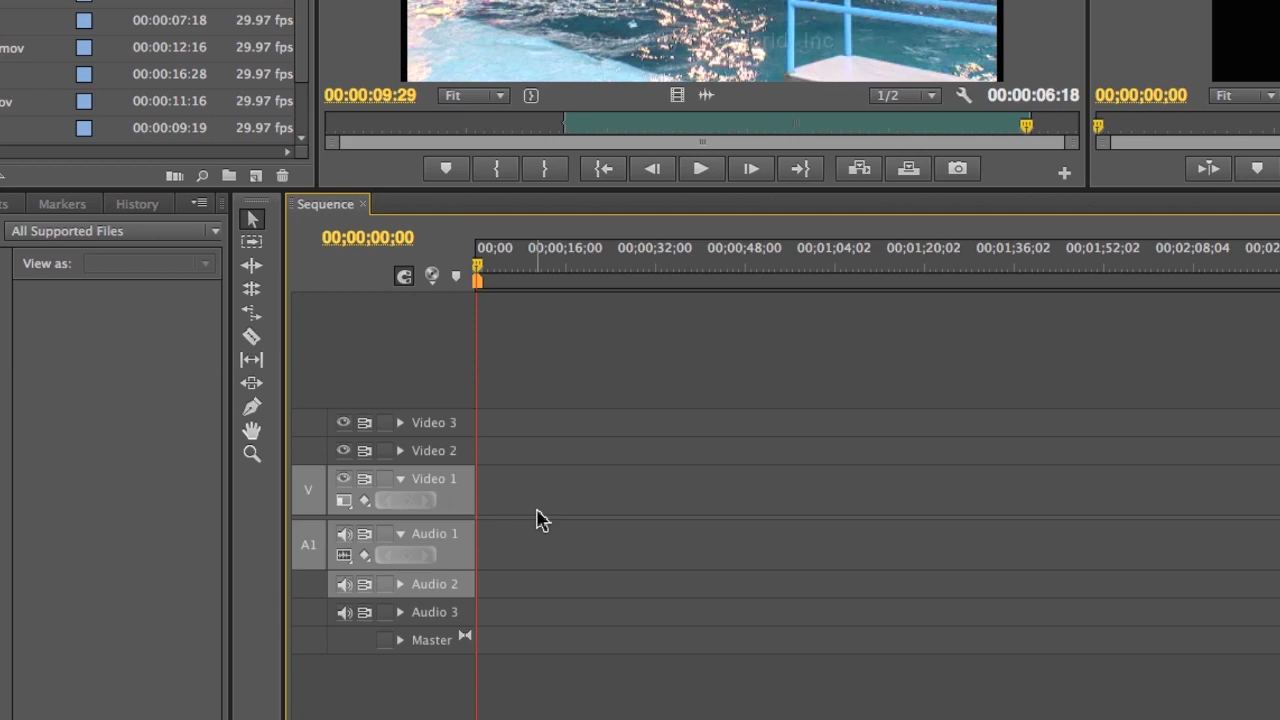 00:00:07:18 29.97 fps
mov 00:00:12:16 29.97 fps
00:00:16:28 29.97 fps
ov 00:00:11:16 29.97 fps
00:00:09:19 29.97 fps
Inc
00:00:09:29 Fit 1/2 00:00:06:18
00;00;00;00 Fit
ts Markers History
All Supported Files
View as:
Sequence
00;00;00;00
00;00 00;00;16;00 00;00;32;00 00;00;48;00 00;01;04;02 00;01;20;02 00;01;36;02 00;01;52;02 00;02;08;04 00;02
Video 3
Video 2
V Video 1
A1 Audio 1
Audio 2
Audio 3
Master